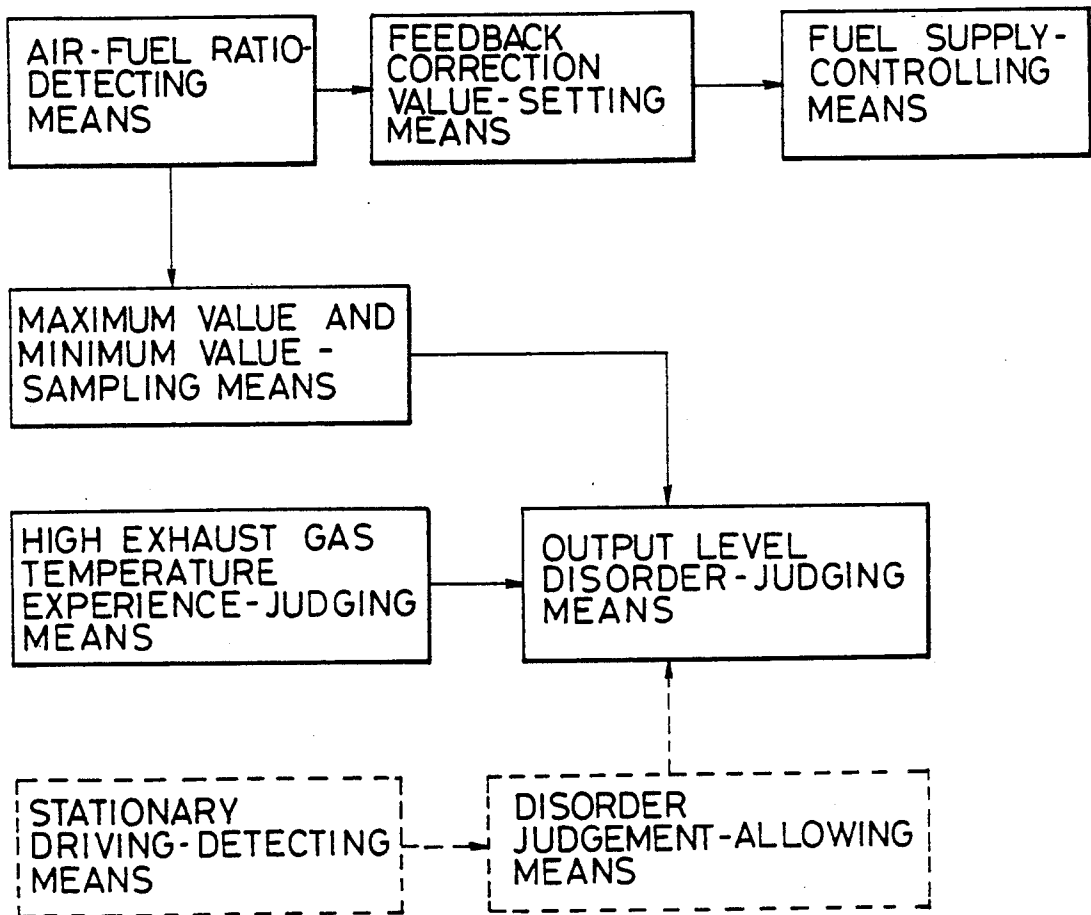 AIR-FUEL RATIO-
DETECTING
MEANS
FEEDBACK
CORRECTION
VALUE-SETTING
MEANS
FUEL SUPPLY-
CONTROLLING
MEANS
MAXIMUM VALUE AND
MINIMUM VALUE-
SAMPLING MEANS
HIGH EXHAUST GAS
TEMPERATURE
EXPERIENCE-JUDGING
MEANS
OUTPUT LEVEL
DISORDER-JUDGING
MEANS
STATIONARY
DRIVING-DETECTING
MEANS
DISORDER
JUDGEMENT-ALLOWING
MEANS